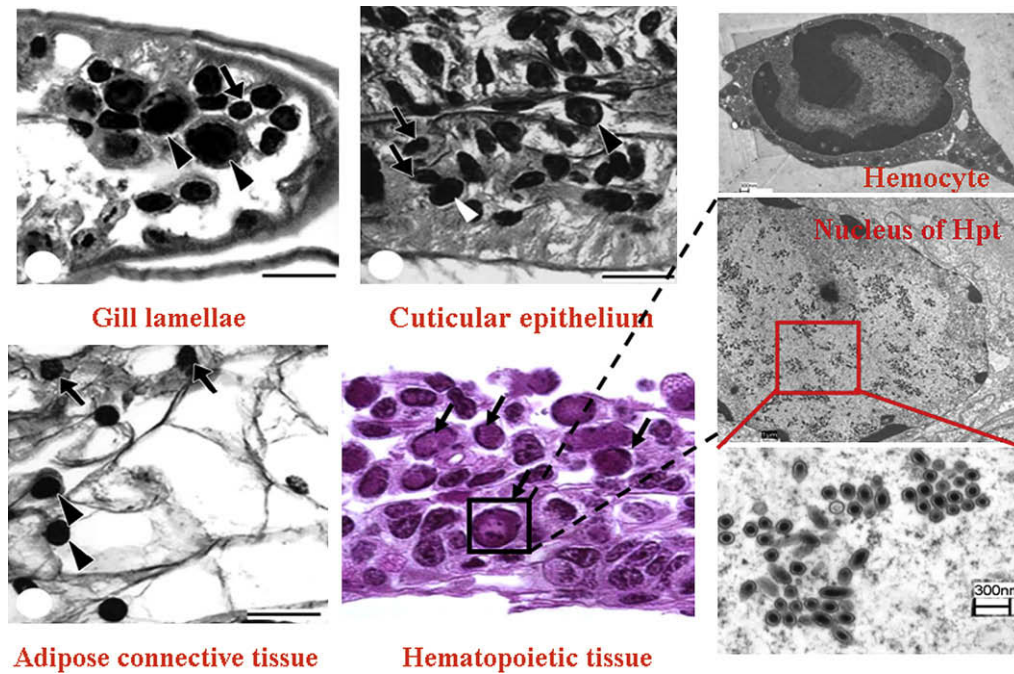 Hemocyte
Nucleus of Hpt
Gill lamellae
Cuticular epithelium
300nm
Adipose connective tissue
Hematopoietic tissue